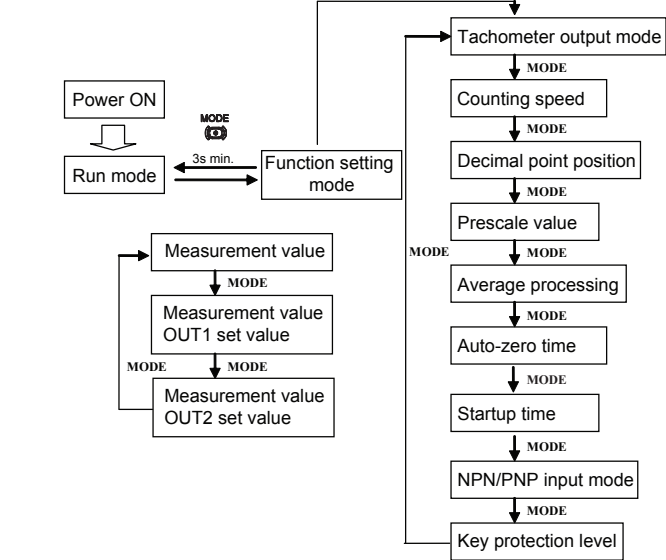 Power ON
Run mode
MODE
3s min.
Function setting
mode
Measurement value
MODE
Measurement value
OUT1 set value
MODE
MODE
Measurement value
OUT2 set value
Tachometer output mode
MODE
Counting speed
MODE
Decimal point position
MODE
Prescale value
MODE
MODE
Average processing
MODE
Auto-zero time
MODE
Startup time
MODE
NPN/PNP input mode
MODE
Key protection level